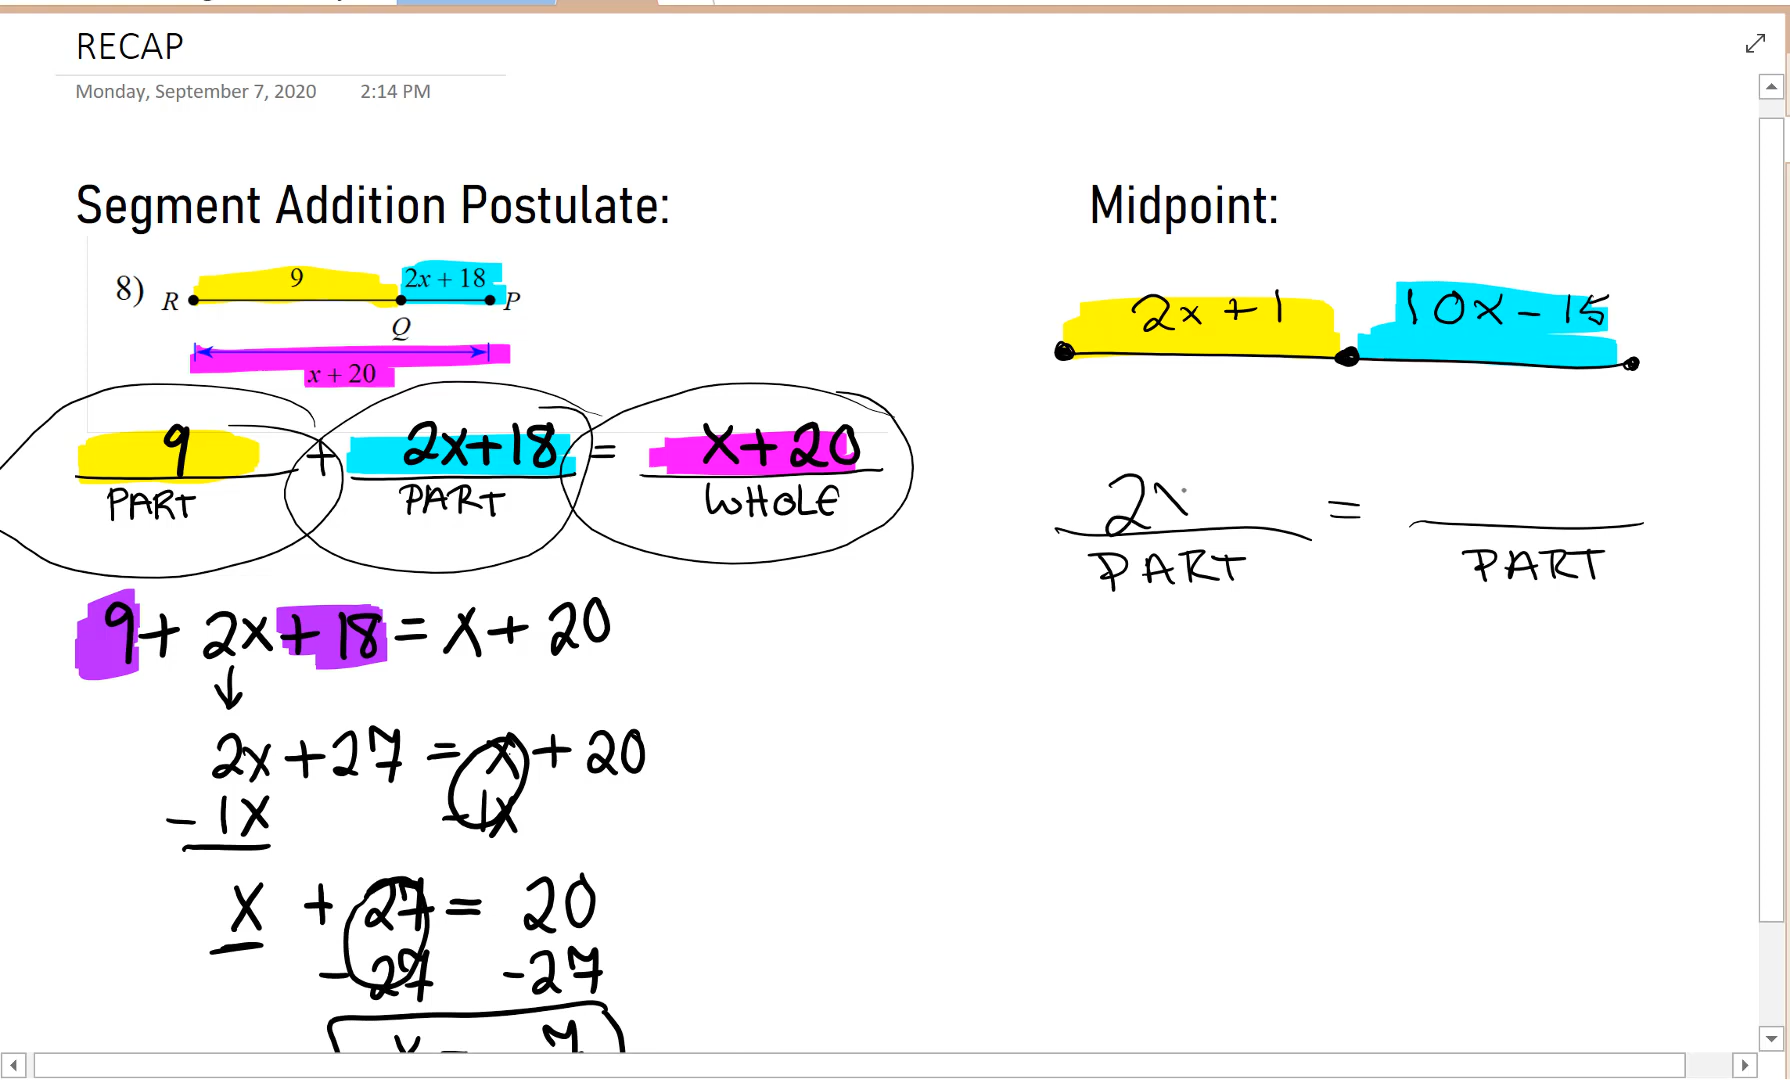 RECAP
Monday, September 7, 2020 2:14 PM
Segment Addition Postulate:
8) R 9 2x + 18 P
Q
x + 20
9 + 2x+18 = x+20
PART PART WHOLE
9 + 2x + 18 = x + 20
2x + 27 = x + 20
- 1x - 1x
x + 27 = 20
- 27 - 27
Midpoint:
2x + 1 10x - 15
2x =
PART PART